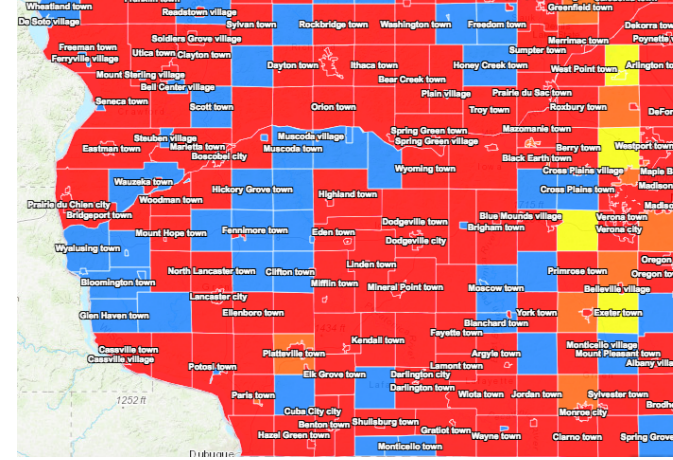 Franklin town
Wheatland town
Greenfield town
Readstown village
De Soto village
Sylvan town
Rockbridge town
Washington town
Freedom town
Dekorra town
Soldiers Grove village
Merrimac town
Poynette v
Freeman town
Utica town
Clayton town
Sumpter town
Ferryville village
Dayton town
Ithaca town
Honey Creek town
West Point town
Arlington to
Mount Sterling village
Bear Creek town
Bell Center village
Plain village
Prairie du Sac town
Seneca town
Scott town
Orion town
Troy town
Roxbury town
DeFor
Spring Green town
Mazomanie town
Steuben village
Muscoda village
Spring Green village
Eastman town
Marietta town
Muscoda town
Berry town
Westport town
Boscobel city
Black Earth town
Wyoming town
Cross Plains village
Maple B
Wauzeka town
Hickory Grove town
Cross Plains town
Madison
Highland town
Prairie du Chien city
Woodman town
Madiso
Bridgeport town
Blue Mounds village
Verona town
Dodgeville town
Brigham town
Verona city
Mount Hope town
Fennimore town
Eden town
Dodgeville city
Wyalusing town
Oregon
Linden town
North Lancaster town
Clifton town
Primrose town
Oregon to
Bloomington town
Mifflin town
Mineral Point town
Moscow town
Belleville village
Lancaster city
Glen Haven town
Ellenboro town
York town
Exeter town
Blanchard town
Fayette town
Kendall town
Monticello village
Cassville town
Platteville town
Argyle town
Mount Pleasant town
Cassville village
Potosi town
Lamont town
Albany villa
Elk Grove town
Darlington city
Darlington town
Paris town
Wiota town
Jordan town
Sylvester town
1252 ft
Brodhe
Cuba City city
Monroe city
Benton town
Shullsburg town
Gratiot town
Hazel Green town
Wayne town
Clarno town
Spring Grove
Monticello town
Dubuque